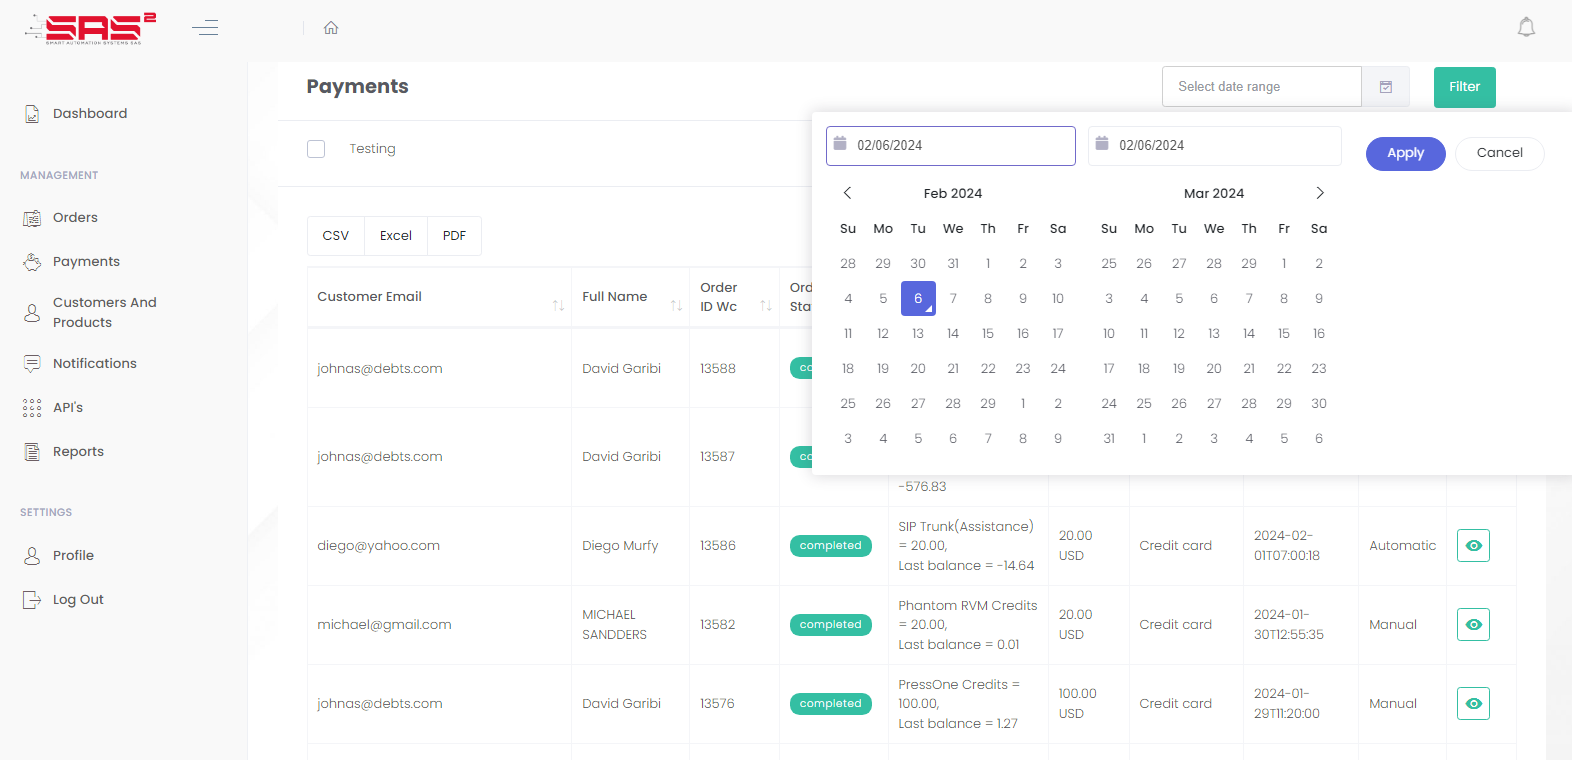 SAS2
SMART AUTOMATION SYSTEMS SAS
Payments
Select date range
Filter
Dashboard
MANAGEMENT
Orders
Payments
Customers And
Products
Notifications
API's
Reports
SETTINGS
Profile
Log Out
Testing
02/06/2024
02/06/2024
Apply
Cancel
Feb 2024
Su Mo Tu We Th Fr Sa
28 29 30 31 1 2 3
4 5 6 7 8 9 10
11 12 13 14 15 16 17
18 19 20 21 22 23 24
25 26 27 28 29 1 2
3 4 5 6 7 8 9
Mar 2024
Su Mo Tu We Th Fr Sa
25 26 27 28 29 1 2
3 4 5 6 7 8 9
10 11 12 13 14 15 16
17 18 19 20 21 22 23
24 25 26 27 28 29 30
31 1 2 3 4 5 6
CSV Excel PDF
Customer Email
Full Name
Order
ID Wc
johnas@debts.com
David Garibi
13588
johnas@debts.com
David Garibi
13587
-576.83
diego@yahoo.com
Diego Murfy
13586
completed
SIP Trunk(Assistance)
= 20.00,
Last balance = -14.64
20.00
USD
Credit card
2024-02-
01T07:00:18
Automatic
michael@gmail.com
MICHAEL
SANDDERS
13582
completed
Phantom RVM Credits
= 20.00,
Last balance = 0.01
20.00
USD
Credit card
2024-01-
30T12:55:35
Manual
johnas@debts.com
David Garibi
13576
completed
PressOne Credits =
100.00,
Last balance = 1.27
100.00
USD
Credit card
2024-01-
29T11:20:00
Manual